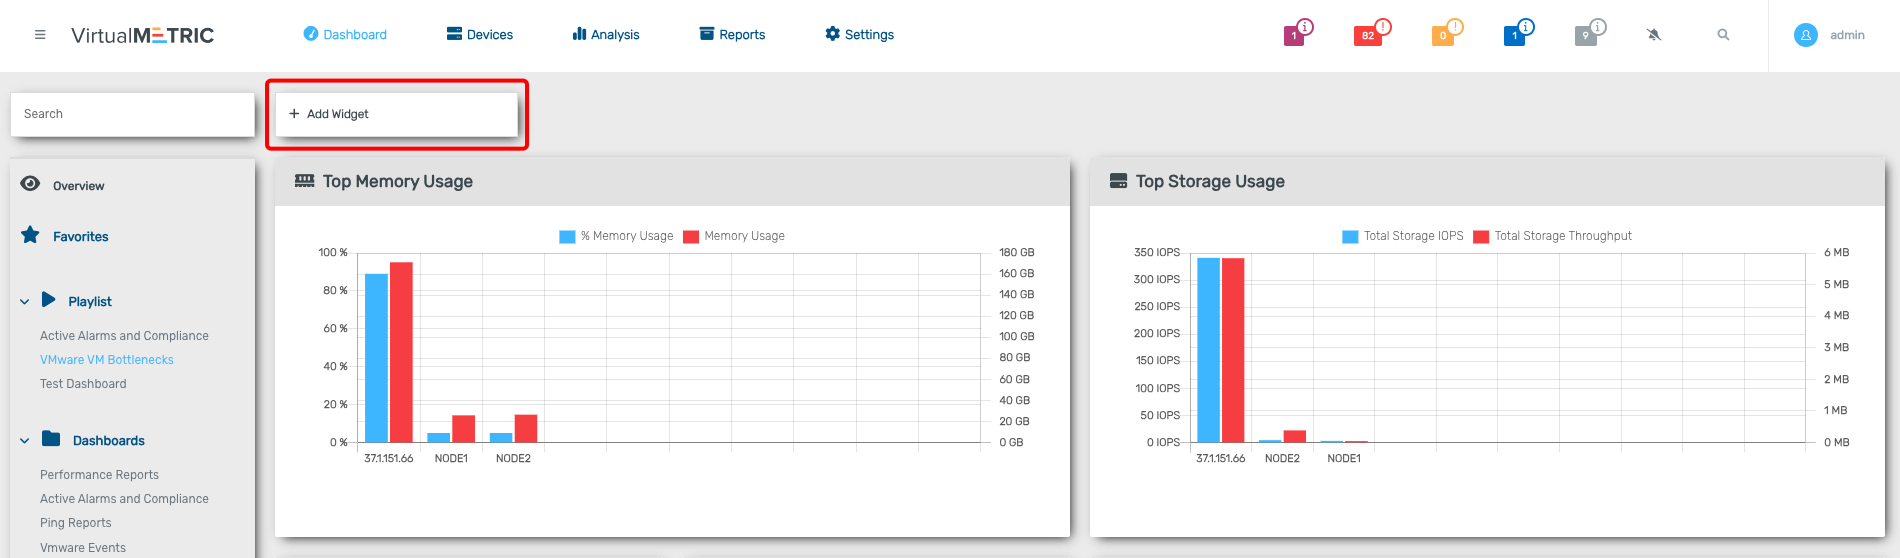 VirtualMETRIC
Dashboard
Devices
Analysis
Reports
Settings
1 i
82 !
0 !
1 i
9 i
admin
Search
+ Add Widget
Overview
Favorites
Playlist
Active Alarms and Compliance
VMware VM Bottlenecks
Test Dashboard
Dashboards
Performance Reports
Active Alarms and Compliance
Ping Reports
Vmware Events
Top Memory Usage
% Memory Usage Memory Usage
100 %
80 %
60 %
40 %
20 %
0 %
180 GB
160 GB
140 GB
120 GB
100 GB
80 GB
60 GB
40 GB
20 GB
0 GB
37.1.151.66 NODE1 NODE2
Top Storage Usage
Total Storage IOPS Total Storage Throughput
350 IOPS
300 IOPS
250 IOPS
200 IOPS
150 IOPS
100 IOPS
50 IOPS
0 IOPS
6 MB
5 MB
4 MB
3 MB
2 MB
1 MB
0 MB
37.1.151.66 NODE2 NODE1